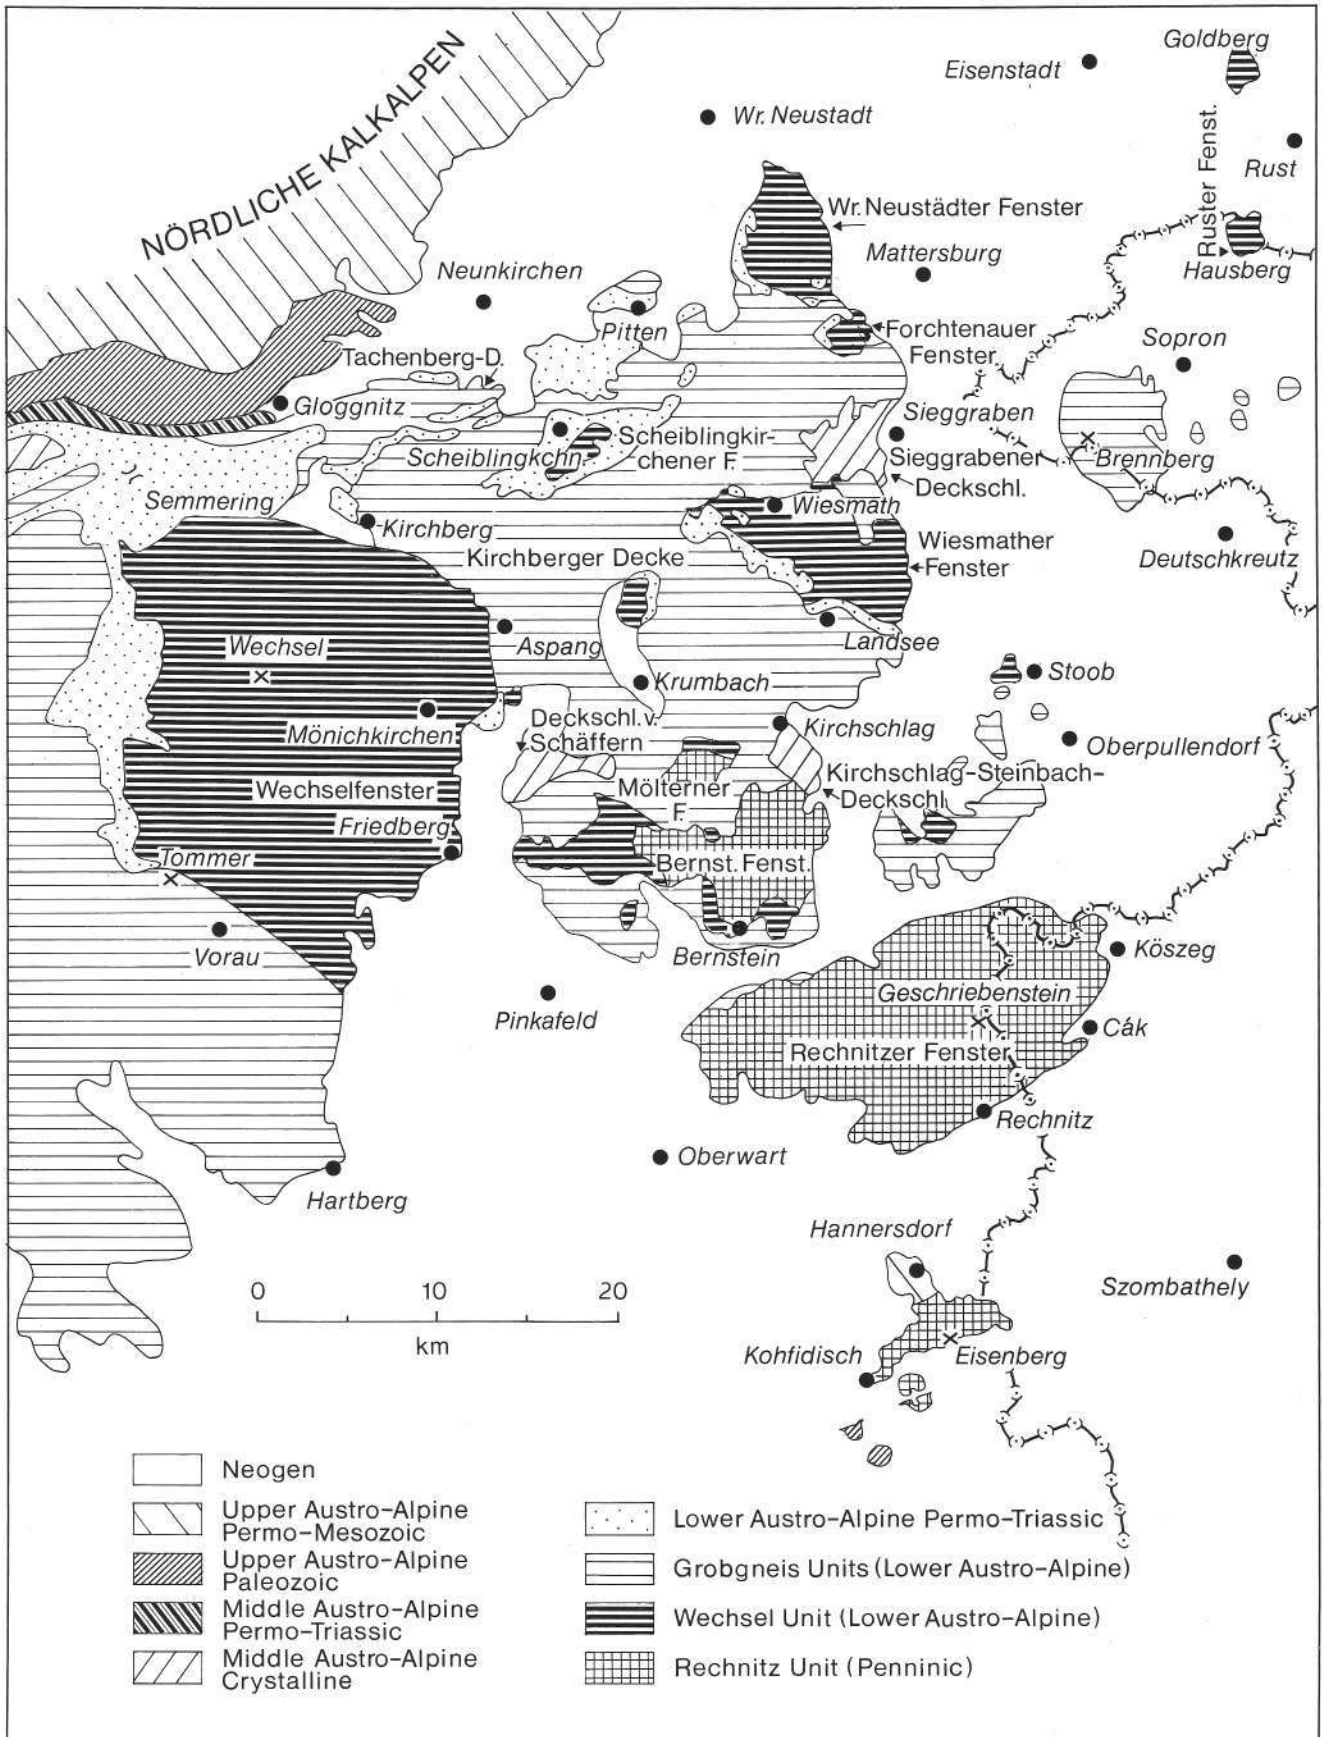 Goldberg
Eisenstadt
Wr. Neustadt
Ruster Fenst.
Rust
NÖRDLICHE KALKALPEN
Wr. Neustädter Fenster
Mattersburg
Hausberg
Neunkirchen
Pitten
Forchtenauer
Fenster
Sopron
Tachenberg-D.
Gloggnitz
Sieggraben
Scheiblingkchn.
Scheiblingkir-
chener F.
Sieggrabener
Deckschl.
Brennberg
Semmering
Kirchberg
Wiesmath
Kirchberger Decke
Wiesmather
Fenster
Deutschkreutz
Wechsel
Aspang
Landsee
Krumbach
Stoob
Mönichkirchen
Deckschl. v.
Schäffern
Kirchschlag
Oberpullendorf
Wechselfenster
Mölterner
F.
Kirchschlag-Steinbach-
Deckschl.
Friedberg
Tommer
Bernst. Fenst.
Vorau
Bernstein
Köszeg
Pinkafeld
Geschriebenstein
Cák
Rechnitzer Fenster
Rechnitz
Oberwart
Hartberg
Hannersdorf
Szombathely
0 10 20
km
Kohfidisch
Eisenberg
Neogen
Upper Austro-Alpine
Permo-Mesozoic
Upper Austro-Alpine
Paleozoic
Middle Austro-Alpine
Permo-Triassic
Middle Austro-Alpine
Crystalline
Lower Austro-Alpine Permo-Triassic
Grobgneis Units (Lower Austro-Alpine)
Wechsel Unit (Lower Austro-Alpine)
Rechnitz Unit (Penninic)